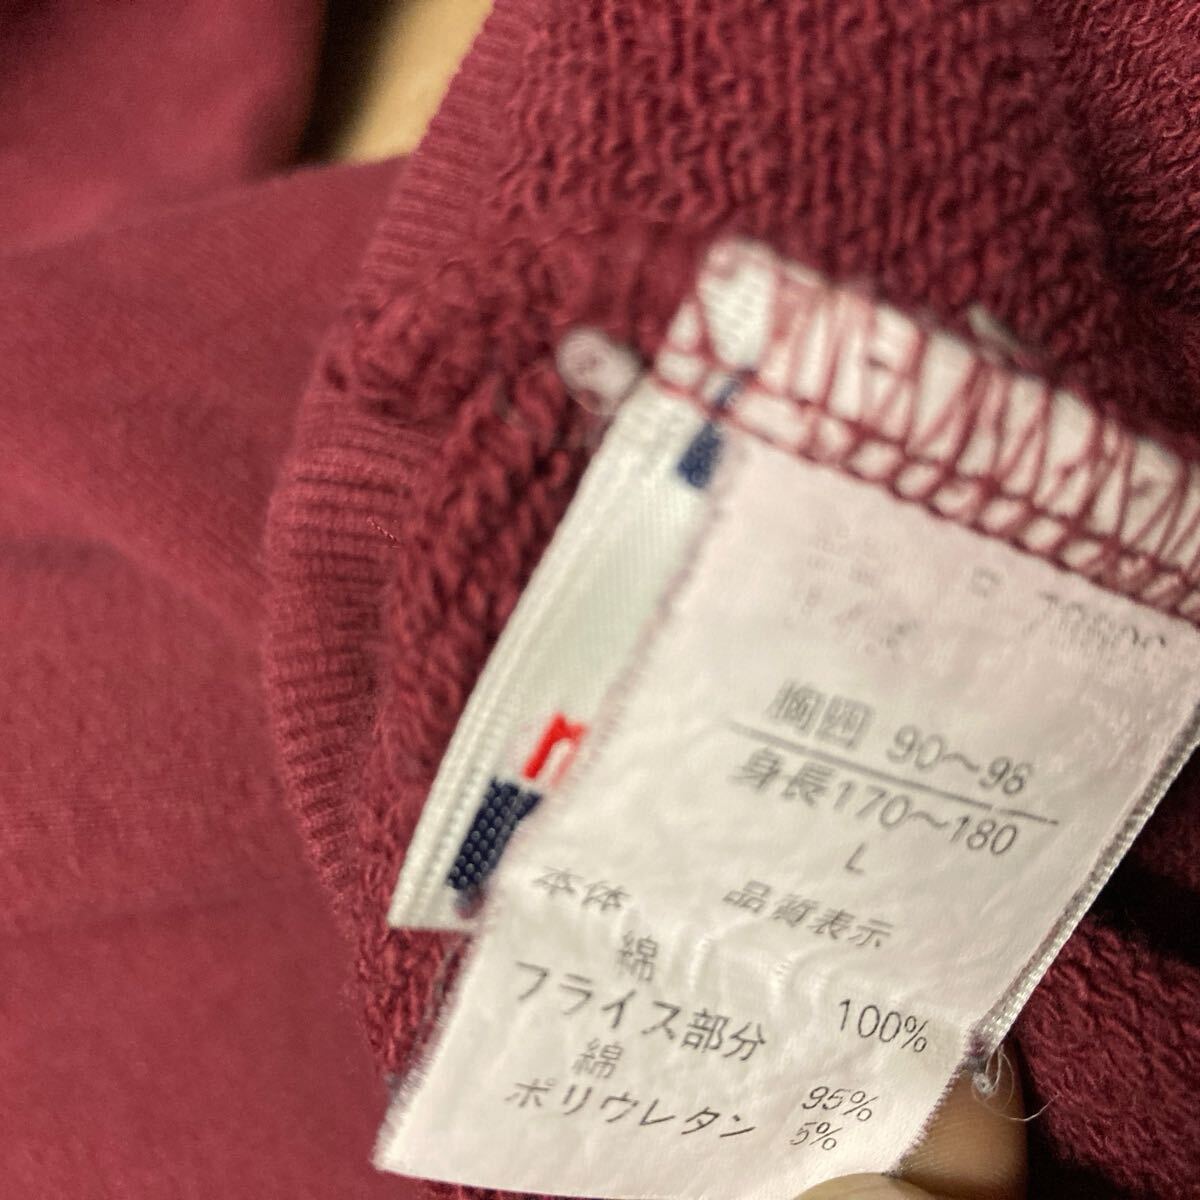 胸囲 90～96
身長170～180
L
品質表示
本体
綿 100%
フライス部分
綿 95%
ポリウレタン 5%